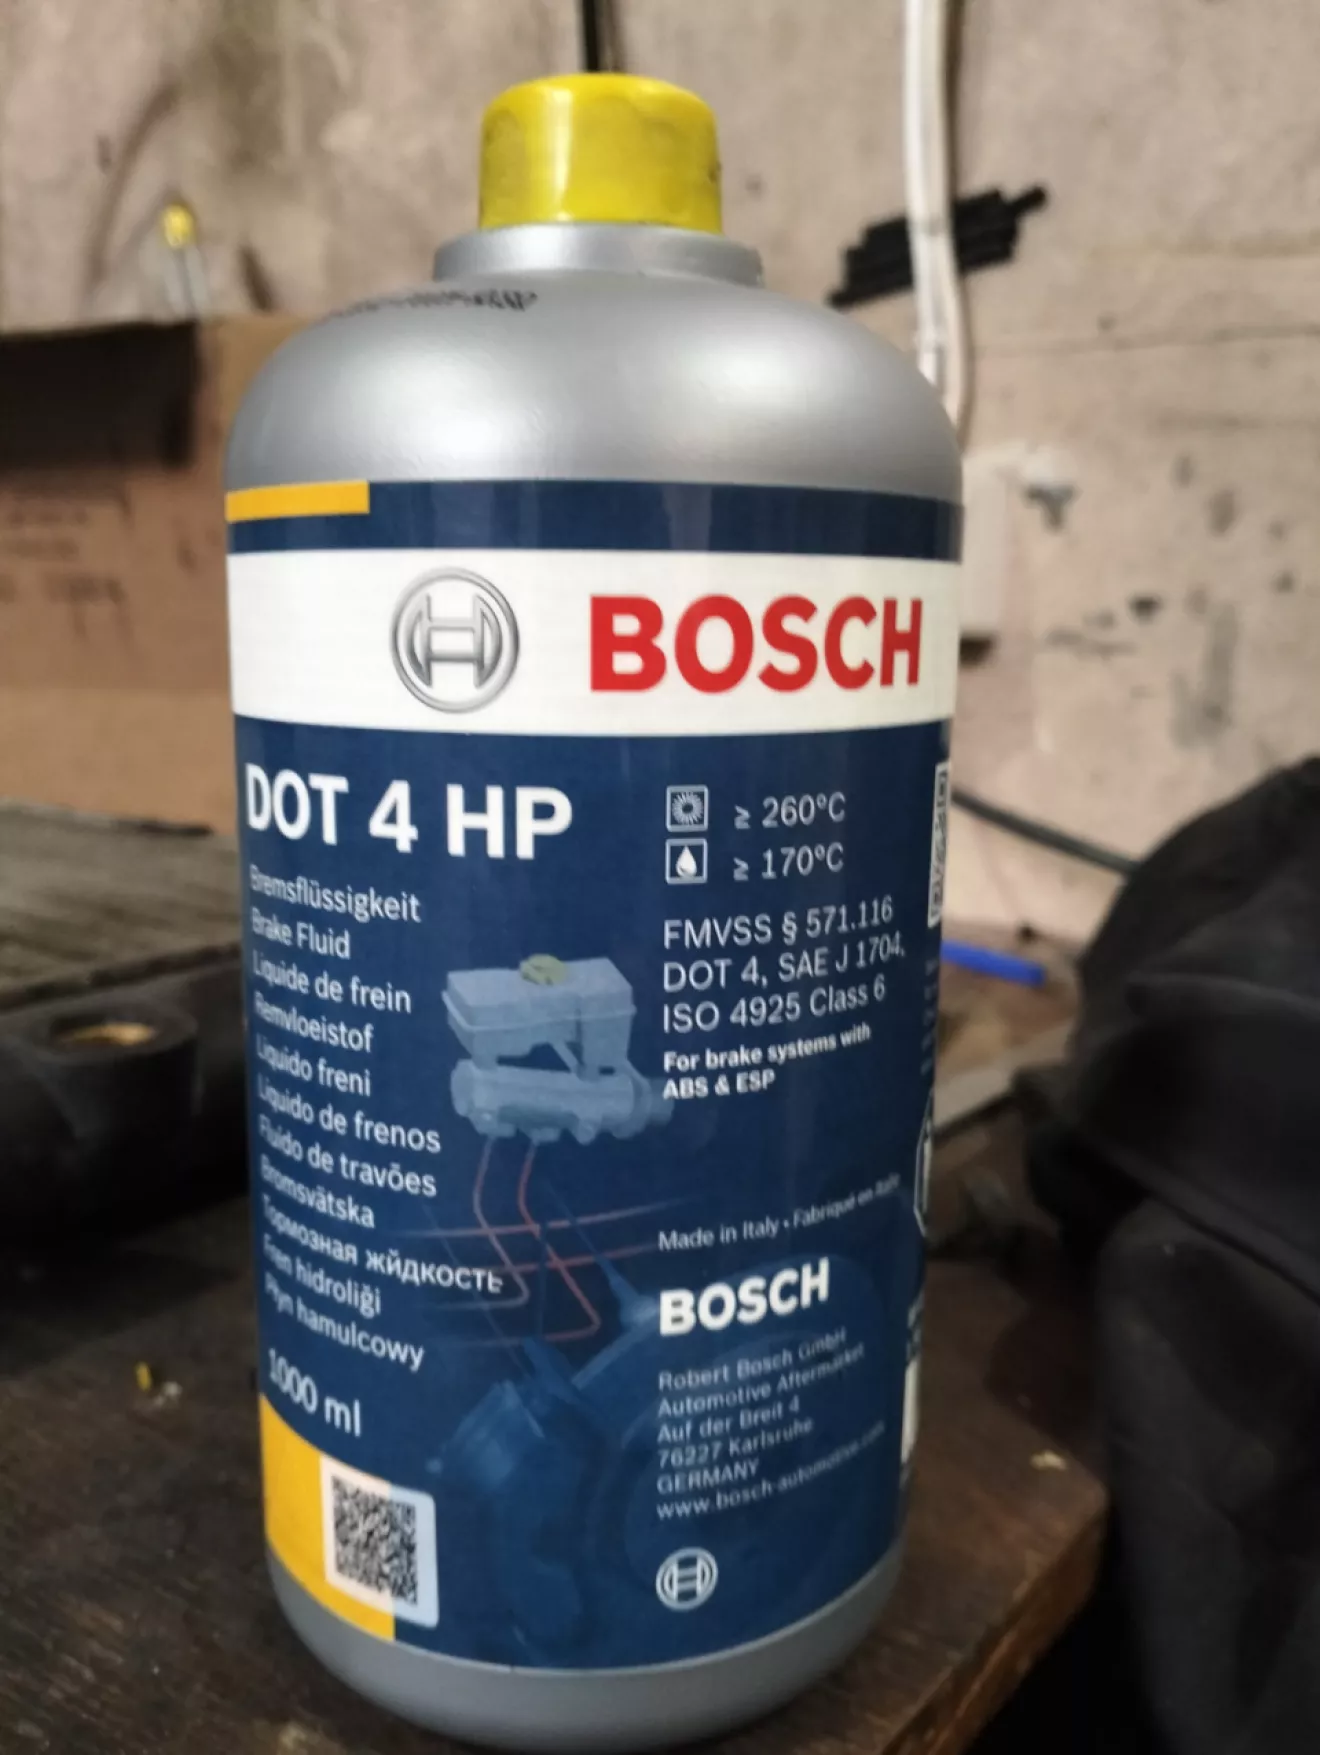 BOSCH
DOT 4 HP
≥ 260°C
≥ 170°C
Bremsflüssigkeit
Brake Fluid
Liquide de frein
Remvloeistof
Liquido freni
Líquido de frenos
Fluido de travões
Bromsvätska
Тормозная жйдкость
Fren hidroliği
Płyn hamulcowy
1000 ml
FMVSS § 571.116
DOT 4, SAE J 1704,
ISO 4925 Class 6
For brake systems with
ABS & ESP
Made in Italy • Fabriqué en Italie
BOSCH
Robert Bosch GmbH
Automotive Aftermarket
Auf der Breit 4
76227 Karlsruhe
GERMANY
www.bosch-automotive.com